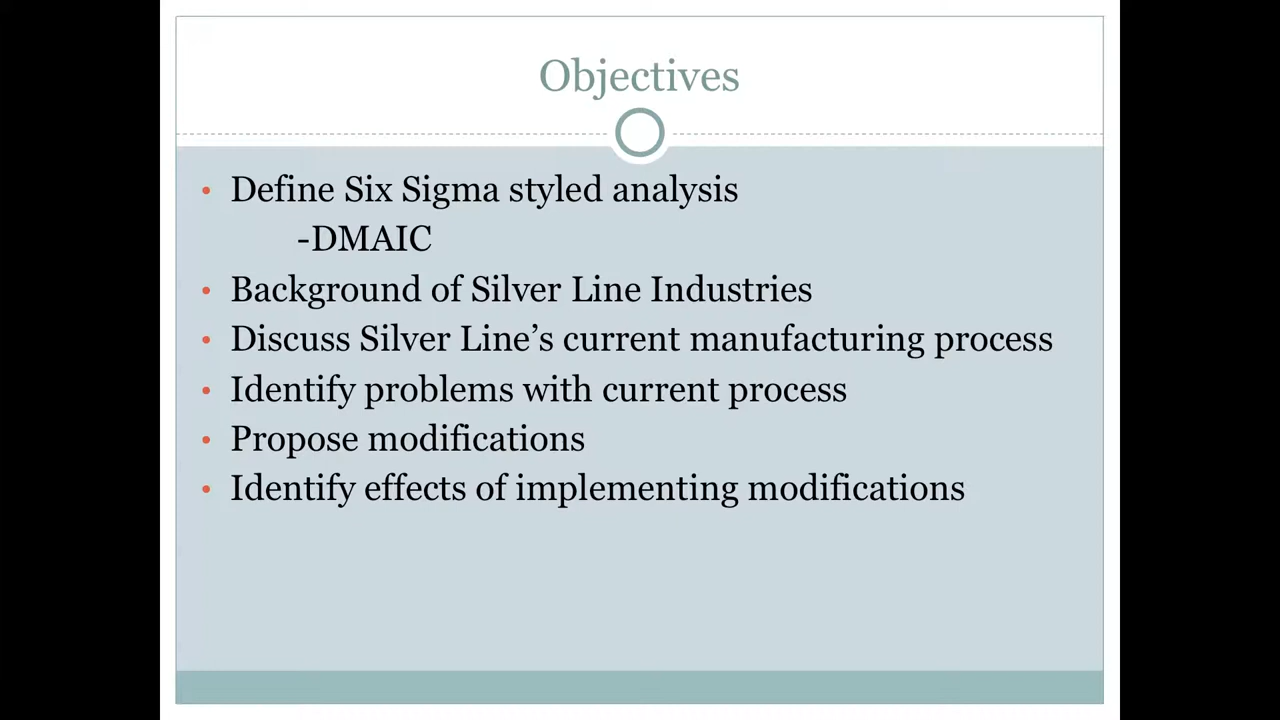 Objectives
• Define Six Sigma styled analysis
-DMAIC
• Background of Silver Line Industries
• Discuss Silver Line’s current manufacturing process
• Identify problems with current process
• Propose modifications
• Identify effects of implementing modifications